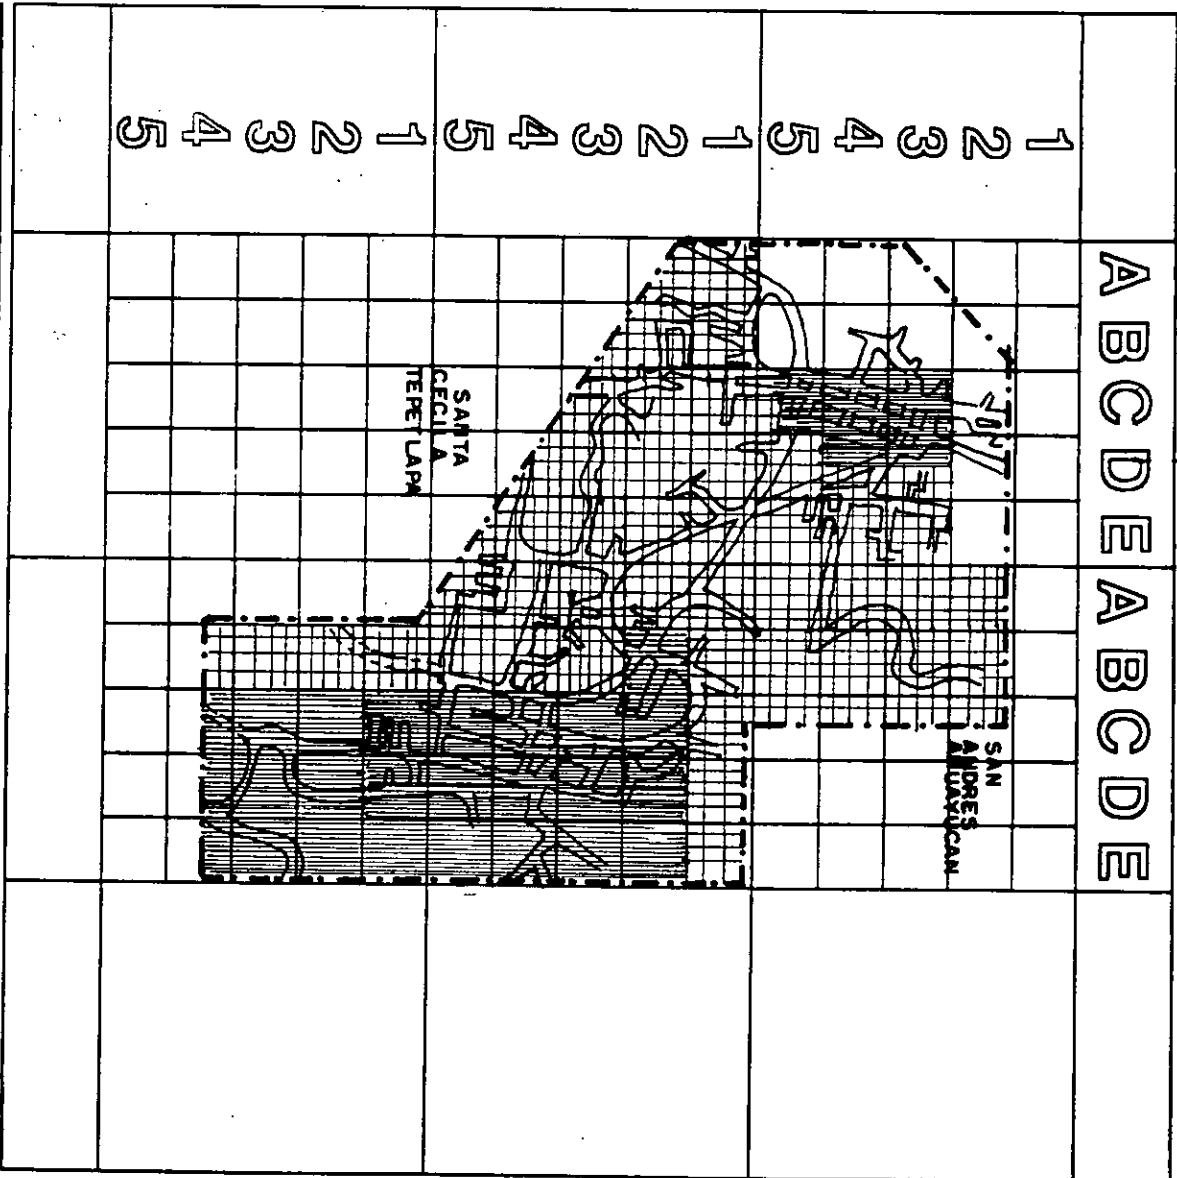 1 2 3 4 5 1 2 3 4 5 1 2 3 4 5
A B C D E A B C D E
SAN
ANDRES
AHUAYUCAN
SANTA
CECILIA
TEPETLAPA